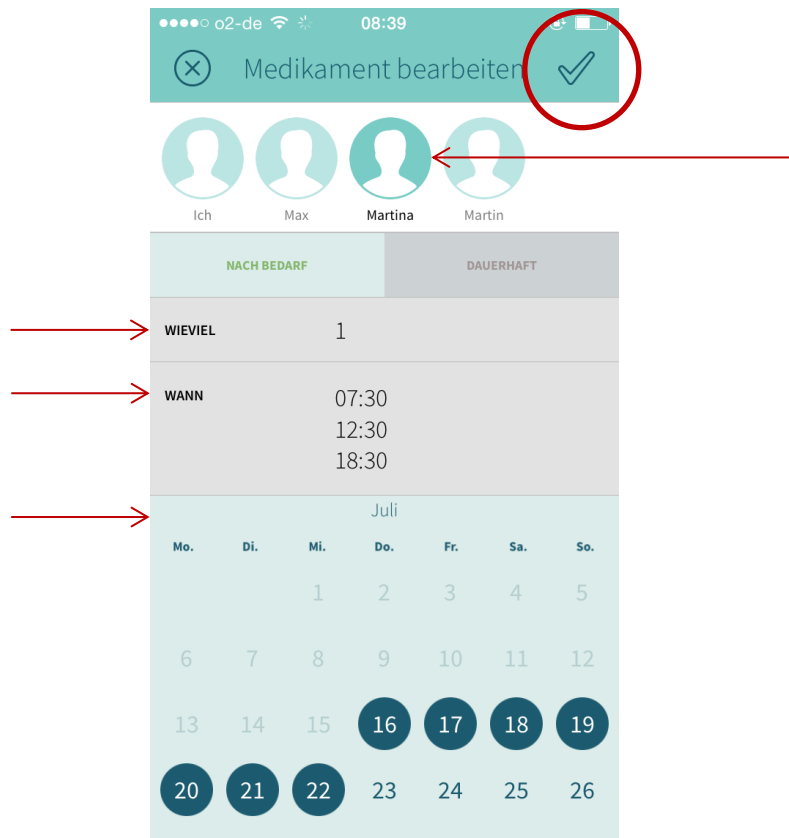 o2-de 08:39
Medikament bearbeiten
Ich Max Martina Martin
NACH BEDARF DAUERHAFT
WIEVIEL 1
WANN 07:30
12:30
18:30
Juli
Mo. Di. Mi. Do. Fr. Sa. So.
1 2 3 4 5
6 7 8 9 10 11 12
13 14 15 16 17 18 19
20 21 22 23 24 25 26